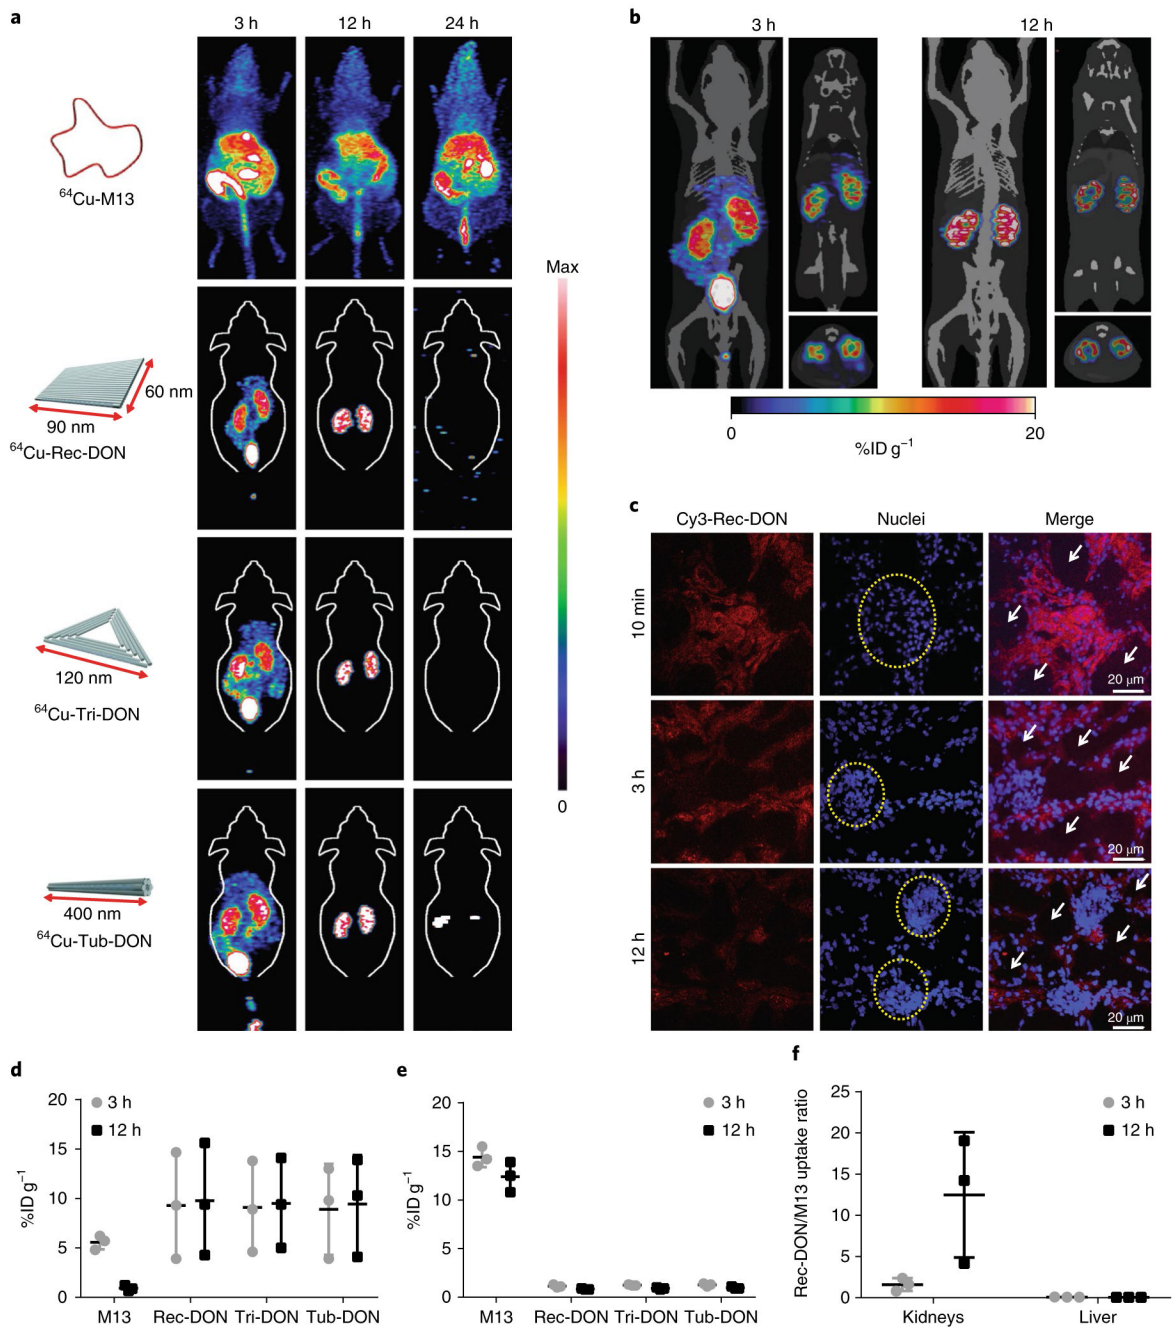 a
3 h
12 h
24 h
⁶⁴Cu-M13
60 nm
90 nm
⁶⁴Cu-Rec-DON
120 nm
⁶⁴Cu-Tri-DON
400 nm
⁶⁴Cu-Tub-DON
Max
0
b
3 h
12 h
0
20
%ID g⁻¹
c
Cy3-Rec-DON
Nuclei
Merge
10 min
20 μm
3 h
20 μm
12 h
20 μm
d
%ID g⁻¹
20
15
10
5
0
3 h
12 h
M13
Rec-DON
Tri-DON
Tub-DON
e
%ID g⁻¹
20
15
10
5
0
3 h
12 h
M13
Rec-DON
Tri-DON
Tub-DON
f
Rec-DON/M13 uptake ratio
25
20
15
10
5
0
3 h
12 h
Kidneys
Liver